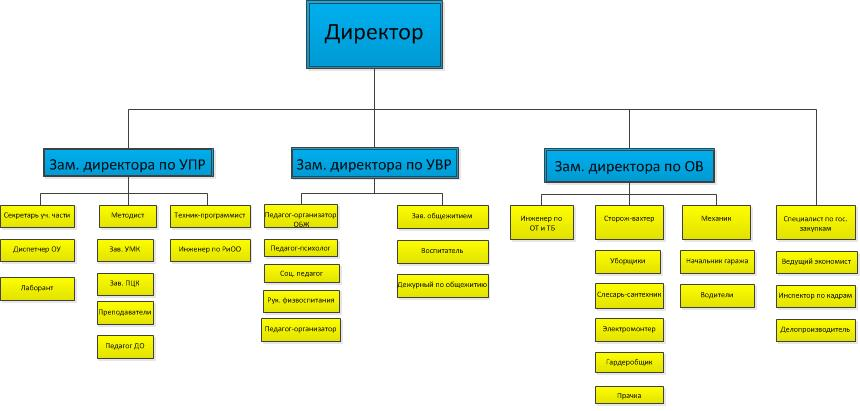 Директор
Зам. директора по УПР
Зам. директора по УВР
Зам. директора по ОВ
Секретарь уч. части
Диспетчер ОУ
Лаборант
Методист
Зав. УМК
Зав. ПЦК
Преподаватели
Педагог ДО
Техник-программист
Инженер по РиОО
Педагог-организатор
ОБЖ
Педагог-психолог
Соц. педагог
Рук. физвоспитания
Педагог-организатор
Зав. общежитием
Воспитатель
Дежурный по общежитию
Инженер по
ОТ и ТБ
Сторож-вахтер
Уборщики
Слесарь-сантехник
Электромонтер
Гардеробщик
Прачка
Механик
Начальник гаража
Водители
Специалист по гос.
закупкам
Ведущий экономист
Инспектор по кадрам
Делопроизводитель